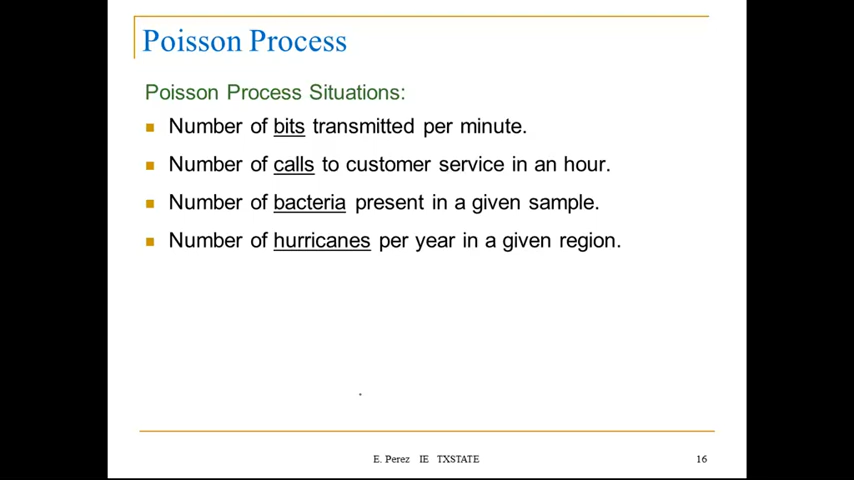 Poisson Process
Poisson Process Situations:
Number of bits transmitted per minute.
Number of calls to customer service in an hour.
Number of bacteria present in a given sample.
Number of hurricanes per year in a given region.
E. Perez IE TXSTATE 16